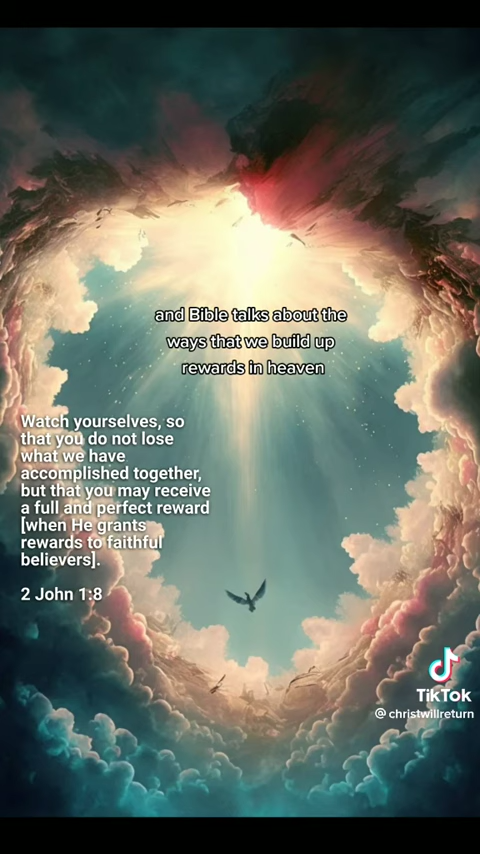 and Bible talks about the
ways that we build up
rewards in heaven
Watch yourselves, so
that you do not lose
what we have
accomplished together,
but that you may receive
a full and perfect reward
[when He grants
rewards to faithful
believers].
2 John 1:8
TikTok
@christwillreturn